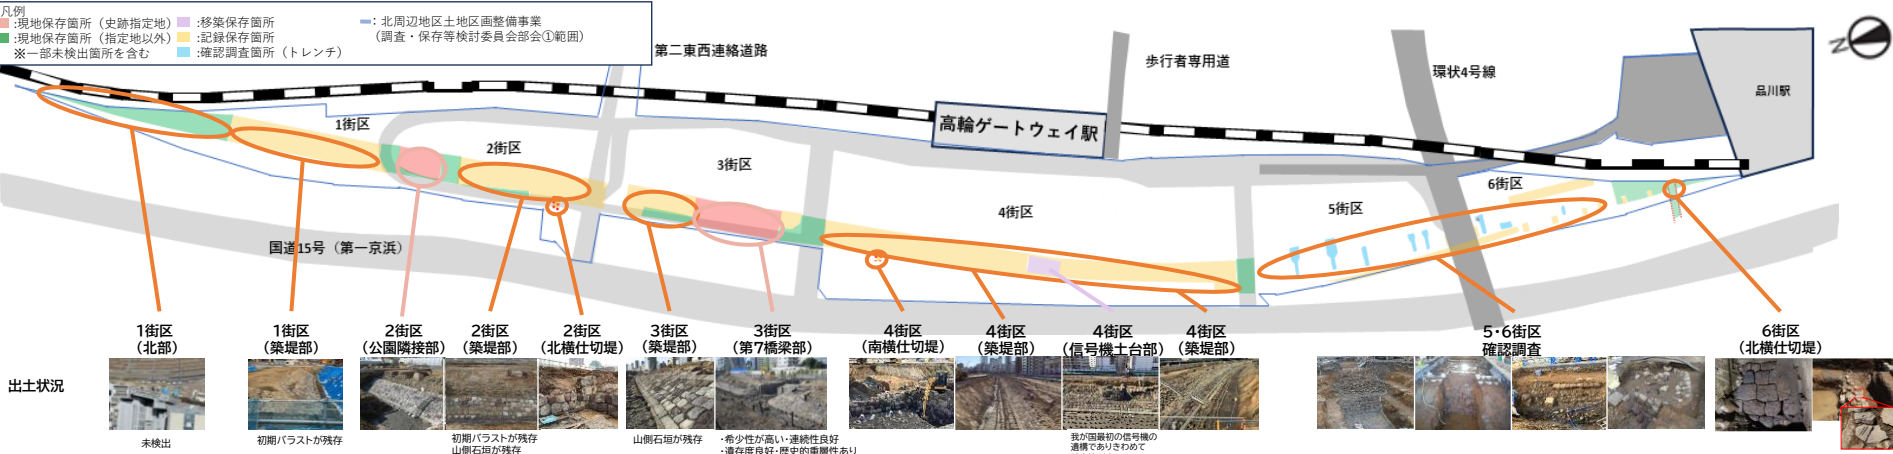 凡例
:現地保存箇所（史跡指定地）
:現地保存箇所（指定地以外）
※一部未検出箇所を含む
:移築保存箇所
:記録保存箇所
:確認調査箇所（トレンチ）
：北周辺地区土地区画整備事業
（調査・保存等検討委員会部会①範囲）
第二東西連絡道路
歩行者専用道
環状4号線
品川駅
高輪ゲートウェイ駅
1街区
2街区
3街区
4街区
5街区
6街区
国道15号（第一京浜）
N
1街区
（北部）
1街区
（築堤部）
2街区
（公園隣接部）
2街区
（築堤部）
2街区
（北横仕切堤）
3街区
（築堤部）
3街区
（第7橋梁部）
4街区
（南横仕切堤）
4街区
（築堤部）
4街区
（信号機土台部）
4街区
（築堤部）
5・6街区
確認調査
6街区
（北横仕切堤）
出土状況
未検出
初期バラストが残存
初期バラストが残存
山側石垣が残存
山側石垣が残存
・希少性が高い・連続性良好
・遺存度良好・歴史的重層性あり
我が国最初の信号機の
遺構でありきわめて